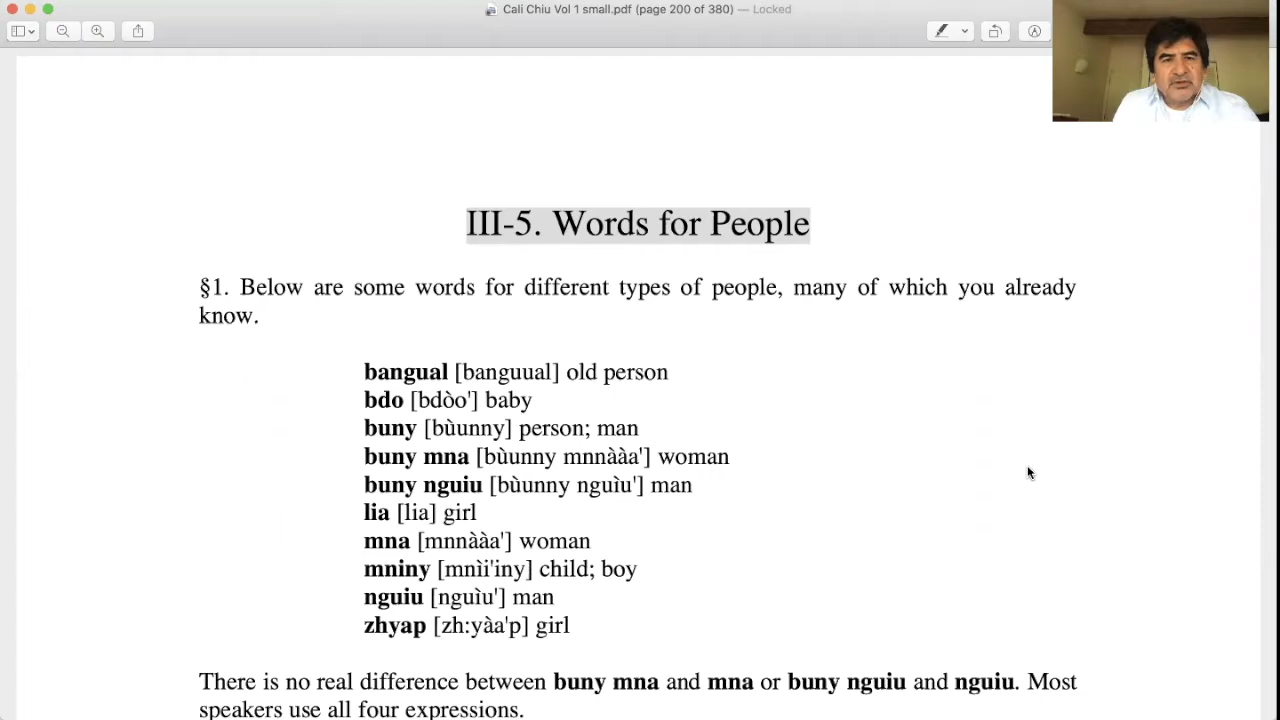 Cali Chiu Vol 1 small.pdf (page 200 of 380) — Locked
III-5. Words for People
§1. Below are some words for different types of people, many of which you already
know.
bangual [banguual] old person
bdo [bdòo'] baby
buny [bùunny] person; man
buny mna [bùunny mnnààa'] woman
buny nguiu [bùunny nguìu'] man
lia [lia] girl
mna [mnnààa'] woman
mniny [mnìi'iny] child; boy
nguiu [nguìu'] man
zhyap [zh:yàa'p] girl
There is no real difference between buny mna and mna or buny nguiu and nguiu. Most
speakers use all four expressions.